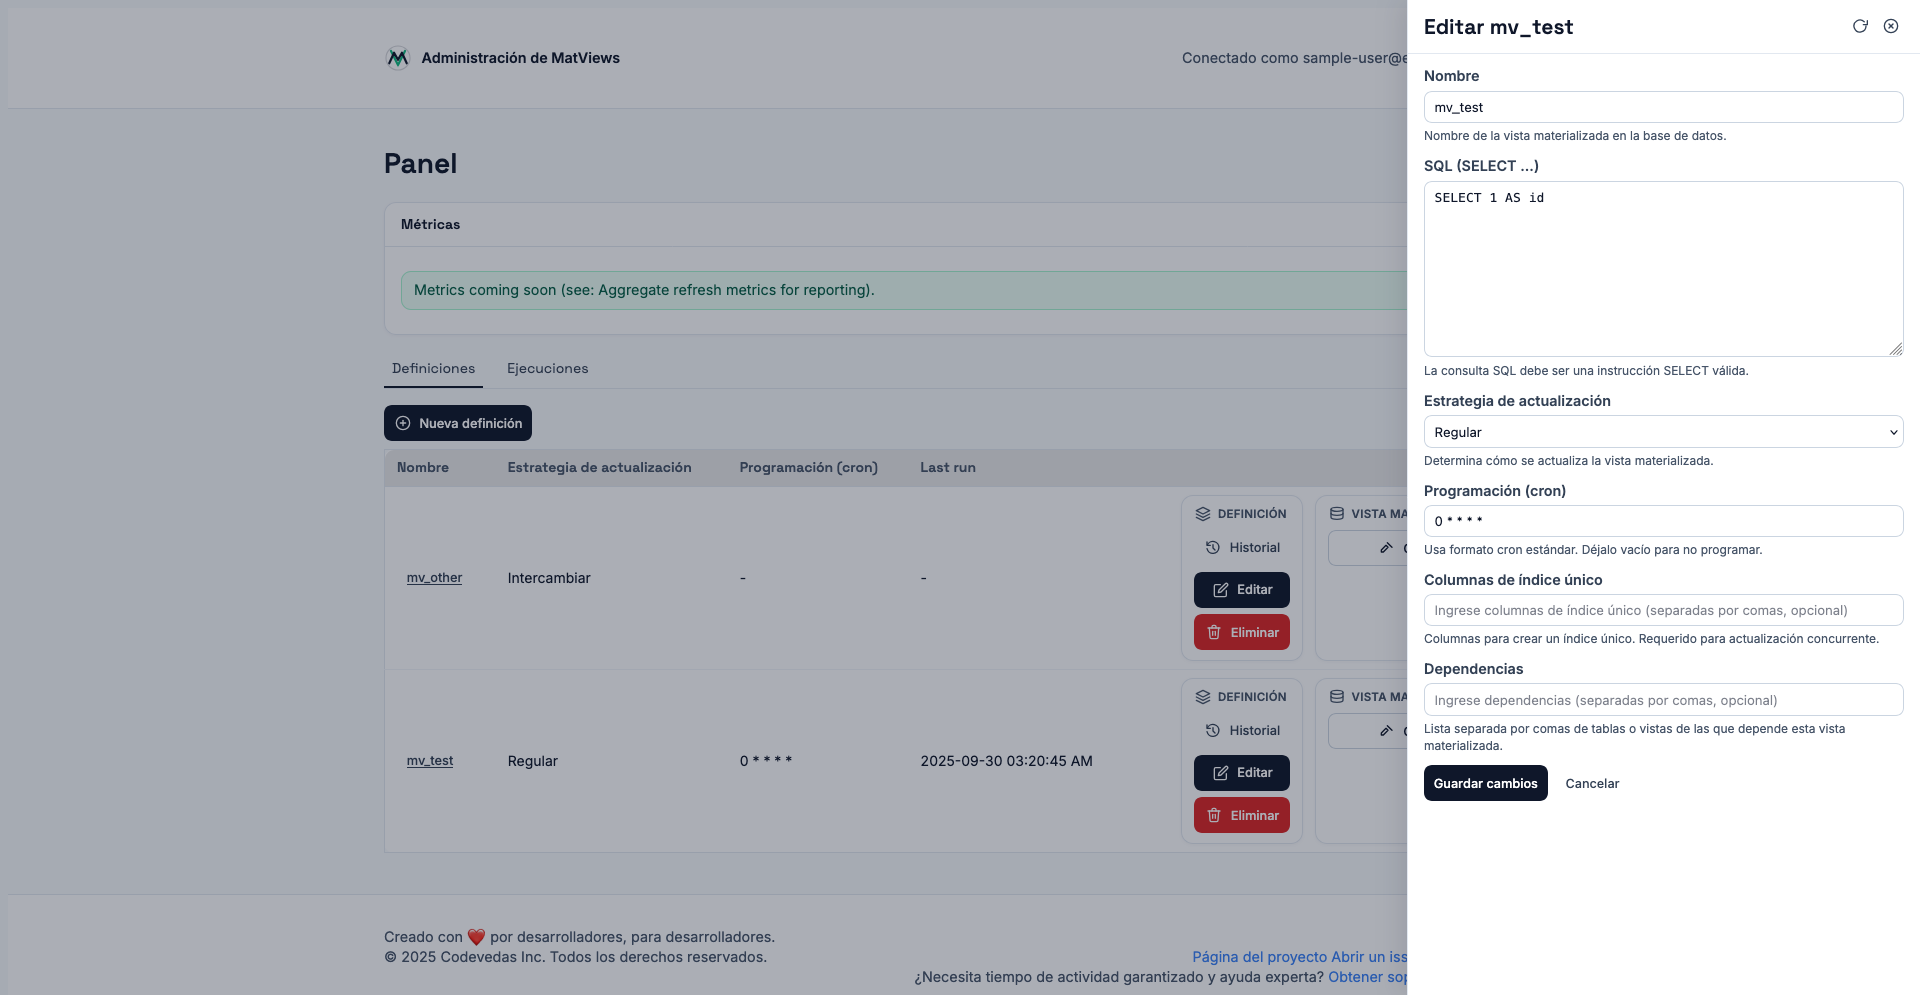 Administración de MatViews
Conectado como sample-user@e
Panel
Métricas
Metrics coming soon (see: Aggregate refresh metrics for reporting).
Definiciones Ejecuciones
Nueva definición
Nombre Estrategia de actualización Programación (cron) Last run
DEFINICIÓN VISTA MA
Historial
mv_other Intercambiar - -
Editar
Eliminar
DEFINICIÓN VISTA MA
Historial
mv_test Regular 0 * * * * 2025-09-30 03:20:45 AM
Editar
Eliminar
Creado con ❤️ por desarrolladores, para desarrolladores.
© 2025 Codevedas Inc. Todos los derechos reservados.
Página del proyecto Abrir un iss
¿Necesita tiempo de actividad garantizado y ayuda experta? Obtener sop
Editar mv_test
Nombre
mv_test
Nombre de la vista materializada en la base de datos.
SQL (SELECT ...)
SELECT 1 AS id
La consulta SQL debe ser una instrucción SELECT válida.
Estrategia de actualización
Regular
Determina cómo se actualiza la vista materializada.
Programación (cron)
0 * * * *
Usa formato cron estándar. Déjalo vacío para no programar.
Columnas de índice único
Ingrese columnas de índice único (separadas por comas, opcional)
Columnas para crear un índice único. Requerido para actualización concurrente.
Dependencias
Ingrese dependencias (separadas por comas, opcional)
Lista separada por comas de tablas o vistas de las que depende esta vista
materializada.
Guardar cambios Cancelar